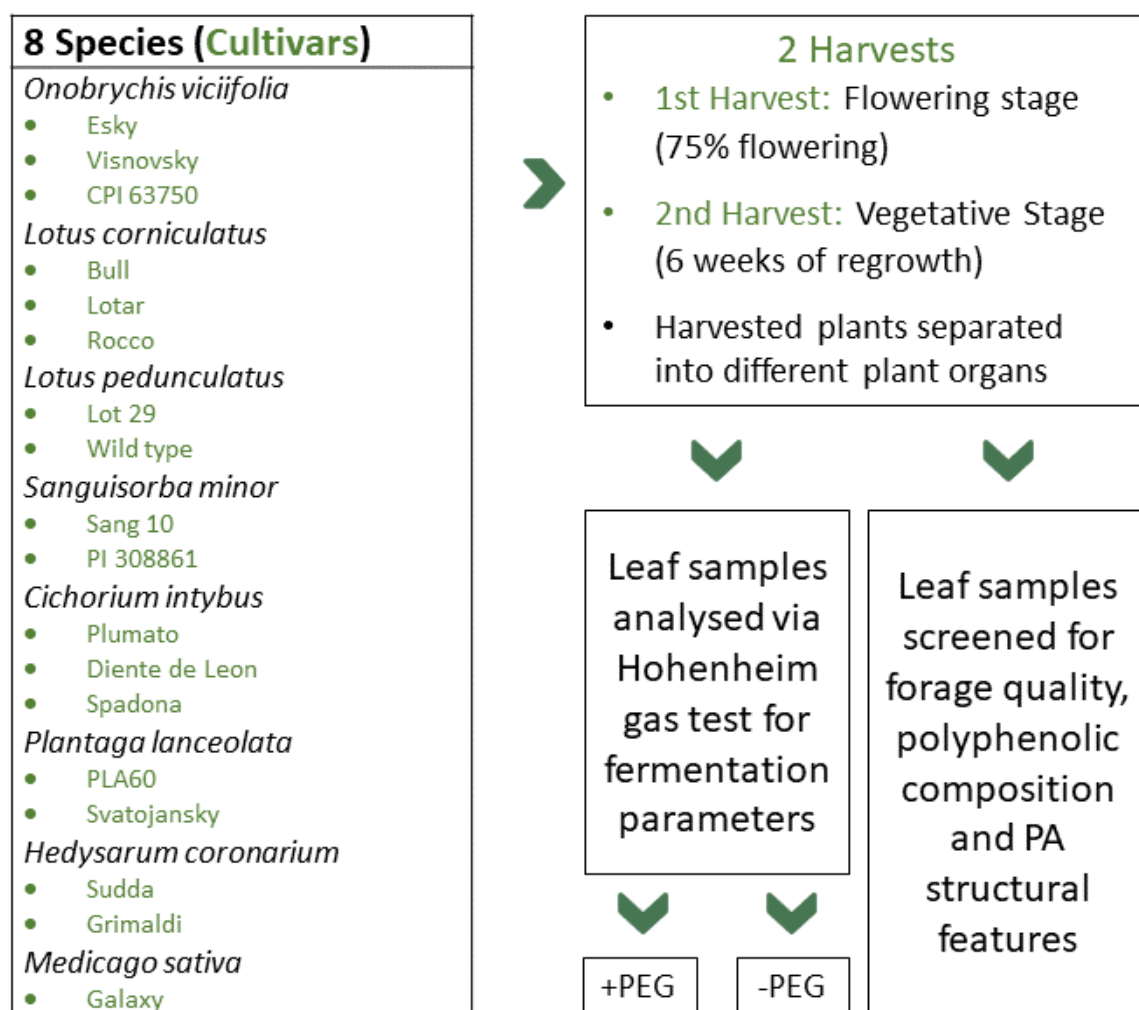 8 Species (Cultivars)
Onobrychis viciifolia
• Esky
• Visnovsky
• CPI 63750
Lotus corniculatus
• Bull
• Lotar
• Rocco
Lotus pedunculatus
• Lot 29
• Wild type
Sanguisorba minor
• Sang 10
• PI 308861
Cichorium intybus
• Plumato
• Diente de Leon
• Spadona
Plantaga lanceolata
• PLA60
• Svatojansky
Hedysarum coronarium
• Sudda
• Grimaldi
Medicago sativa
• Galaxy
2 Harvests
• 1st Harvest: Flowering stage
(75% flowering)
• 2nd Harvest: Vegetative Stage
(6 weeks of regrowth)
• Harvested plants separated
into different plant organs
Leaf samples
analysed via
Hohenheim
gas test for
fermentation
parameters
+PEG
-PEG
Leaf samples
screened for
forage quality,
polyphenolic
composition
and PA
structural
features